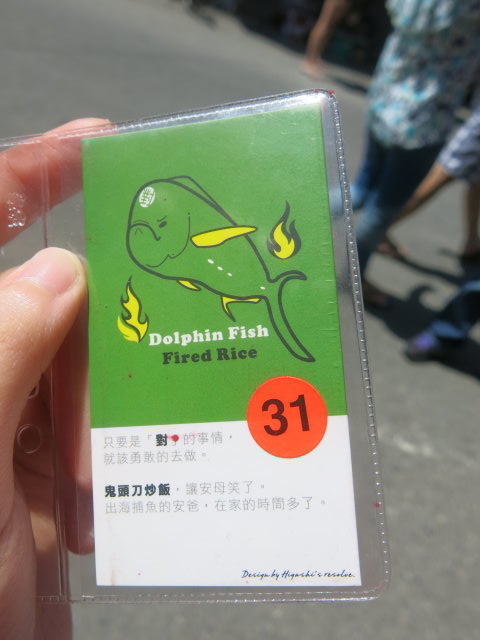 Dolphin Fish
Fired Rice
31
只要是「對」的事情，
就該勇敢的去做。
鬼頭刀炒飯，讓安母笑了。
出海捕魚的安爸，在家的時間多了。
Design by Higashi's resolve.